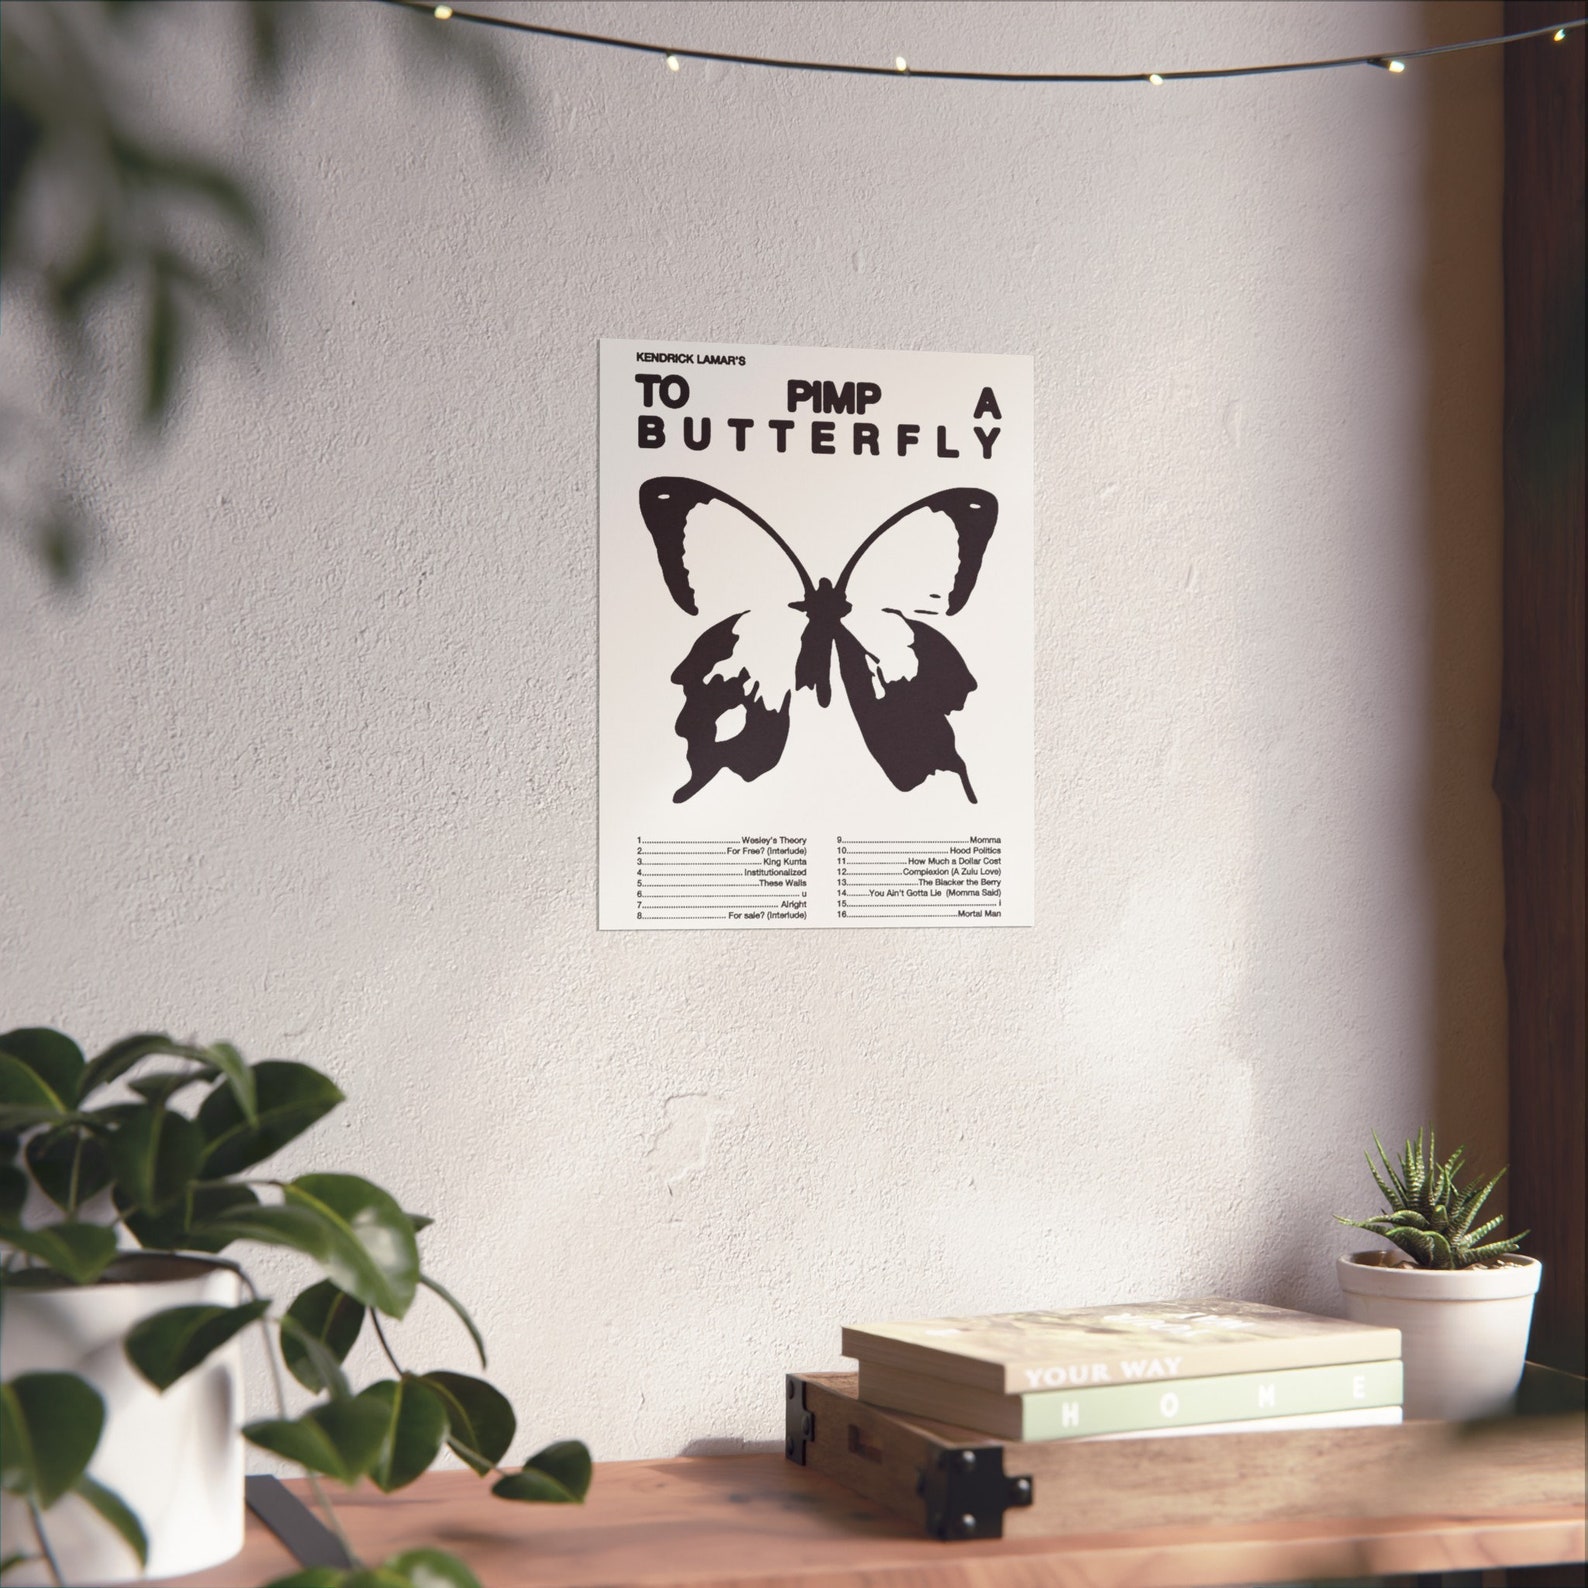 KENDRICK LAMAR'S
TO PIMP A
BUTTERFLY
1 Wesley's Theory
2 For Free? (Interlude)
3 King Kunta
4 Institutionalized
5 These Walls
6 u
7 Alright
8 For sale? (Interlude)
9 Momma
10 Hood Politics
11 How Much a Dollar Cost
12 Complexion (A Zulu Love)
13 The Blacker the Berry
14 You Ain't Gotta Lie (Momma Said)
15 i
16 Mortal Man
YOUR WAY
HOME